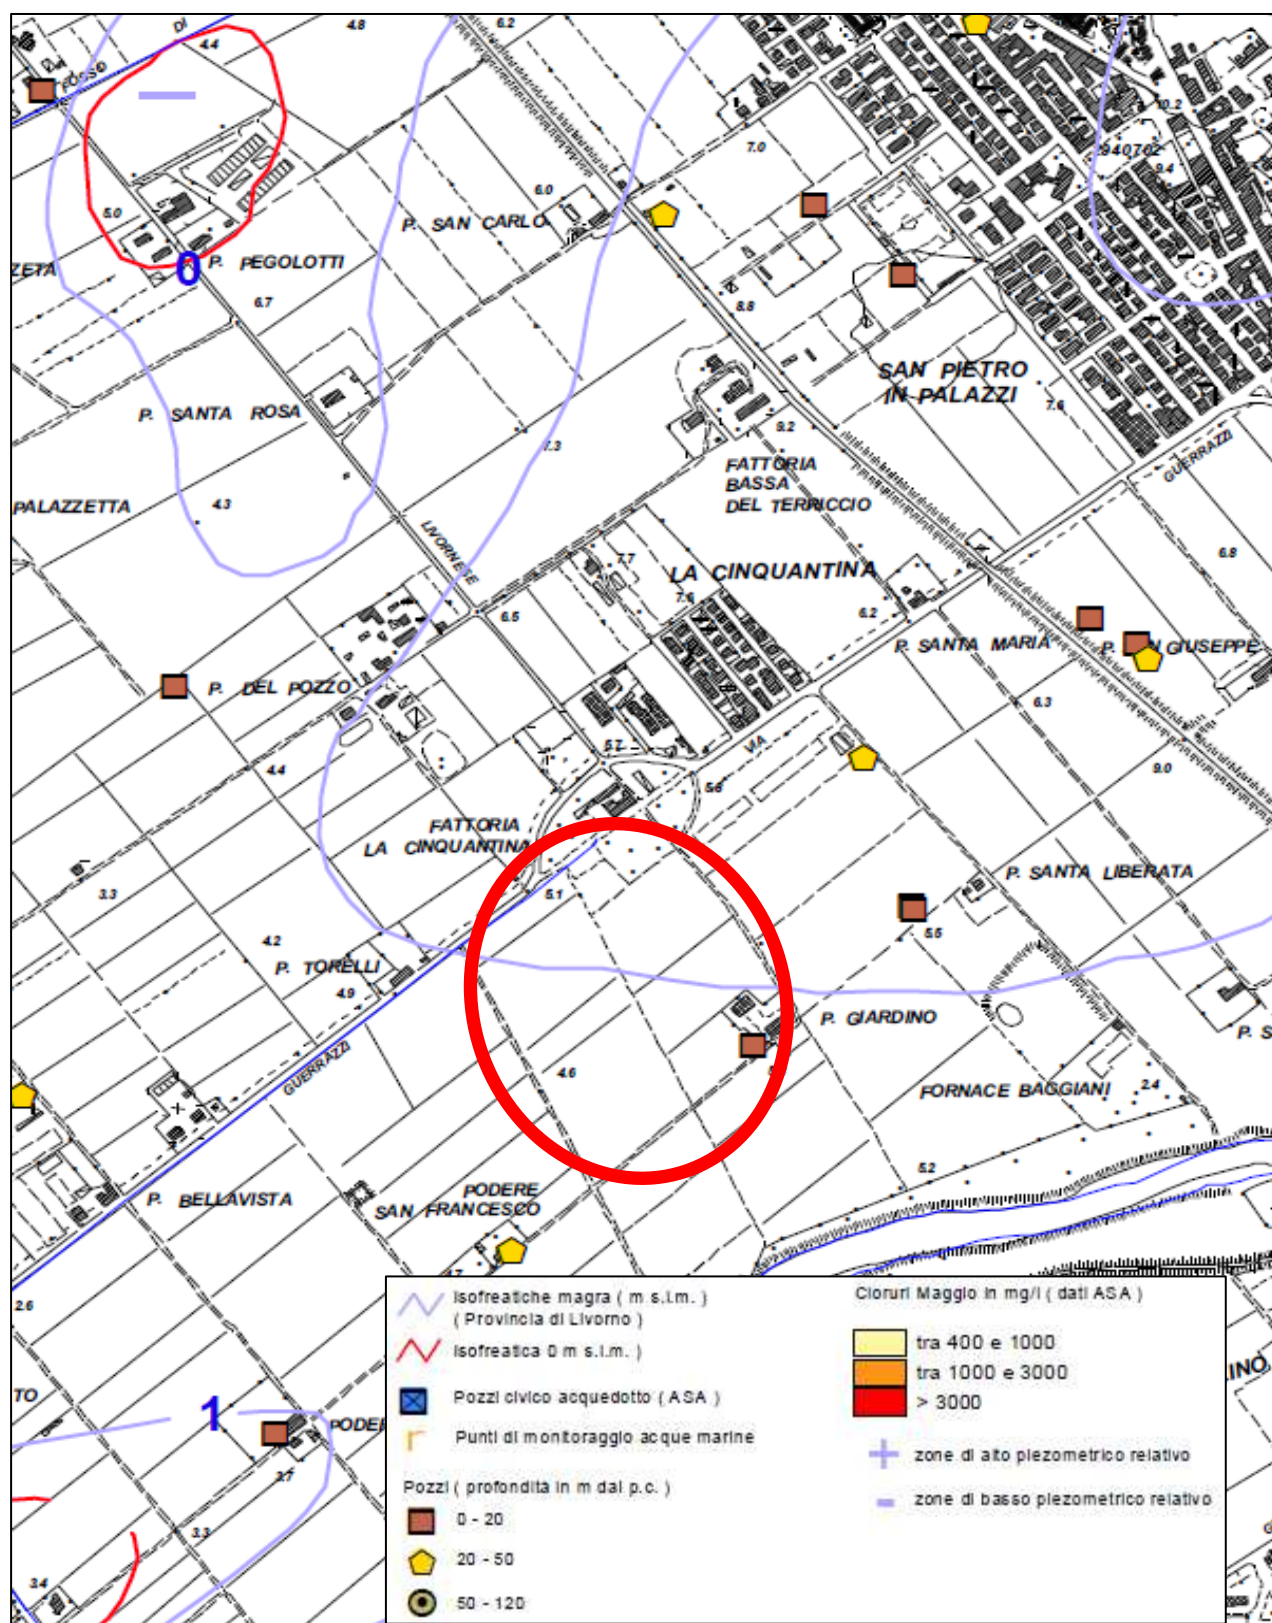 DI
4.4
4.8
6.2
FOSSO
10.2
7.0
940702
9.4
6.0
5.0
P. SAN CARLO
ZETA
0
P. PEGOLOTTI
6.7
8.8
SAN PIETRO
IN PALAZZI
7.6
P. SANTA ROSA
9.2
7.3
GUERRAZZI
FATTORIA
BASSA
DEL TERRICCIO
PALAZZETTA
4.3
LIVORNESE
7.7
6.8
LA CINQUANTINA
7.6
6.5
6.2
P. SANTA MARIA
P.
GIUSEPPE
P. DEL POZZO
6.3
5.7
VIA
4.4
5.6
9.0
FATTORIA
LA CINQUANTINA
P. SANTA LIBERATA
3.3
5.1
4.2
5.5
P. TORELLI
4.9
P. GIARDINO
P. S
GUERRAZZI
4.6
5.
FORNACE BAGGIANI
2.4
5.2
PODERE
SAN FRANCESCO
P. BELLAVISTA
4.7
2.6
TO
1
PODE
3.7
3.3
3.4
Isofreatiche magra ( m s.l.m. )
( Provincia di Livorno )
Isofreatica 0 m s.l.m. )
Pozzi civico acquedotto ( ASA )
Punti di monitoraggio acque marine
Pozzi ( profondità in m dal p.c. )
0 - 20
20 - 50
50 - 120
Cloruri Maggio in mg/l ( dati ASA )
tra 400 e 1000
tra 1000 e 3000
> 3000
zone di alto piezometrico relativo
zone di basso piezometrico relativo
INO